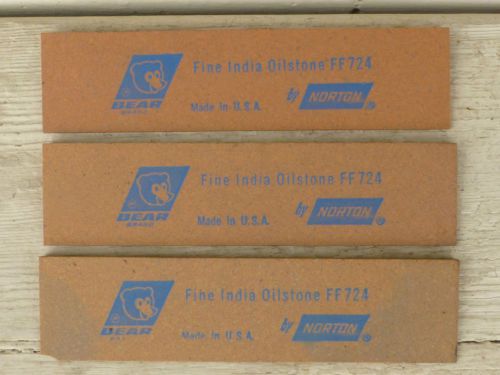 Fine India Oilstone FF724
BEAR
BRAND
Made In U.S.A.
by NORTON ®
Fine India Oilstone FF724
BEAR
BRAND
Made In U.S.A.
by NORTON ®
Fine India Oilstone FF724
BEAR
Made In U.S.A.
by NORTON ®